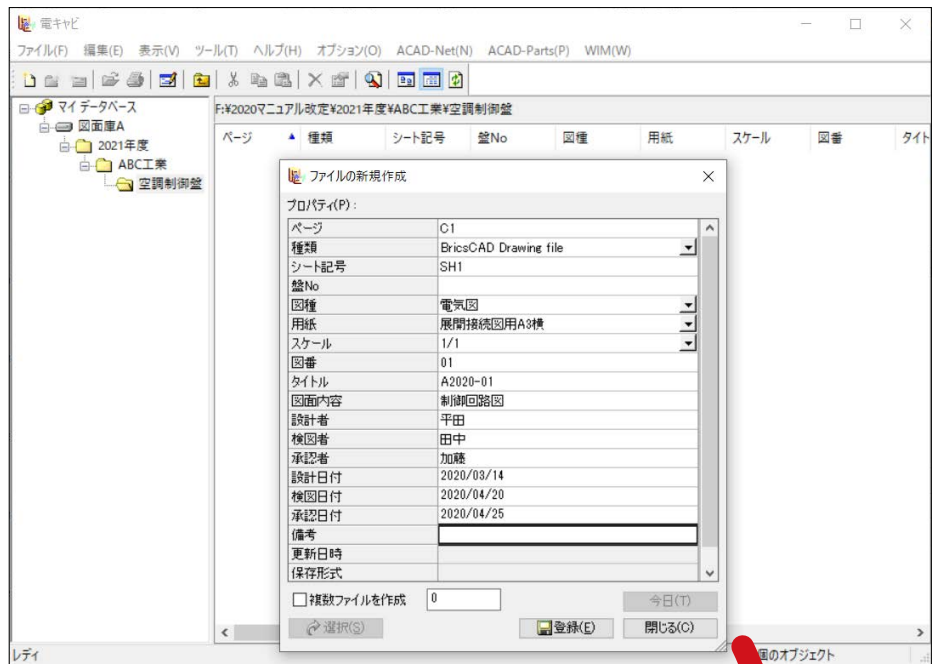 電キャビ
ファイル(F) 編集(E) 表示(V) ツール(T) ヘルプ(H) オプション(O) ACAD-Net(N) ACAD-Parts(P) WIM(W)
マイ データベース
図面庫A
2021年度
ABC工業
空調制御盤
F:¥2020マニュアル改定¥2021年度¥ABC工業¥空調制御盤
ページ 種類 シート記号 盤No 図種 用紙 スケール 図番 タイト
ファイルの新規作成
プロパティ(P):
ページ C1
種類 BricsCAD Drawing file
シート記号 SH1
盤No
図種 電気図
用紙 展開接続図用A3横
スケール 1/1
図番 01
タイトル A2020-01
図面内容 制御回路図
設計者 平田
検図者 田中
承認者 加藤
設計日付 2020/03/14
検図日付 2020/04/20
承認日付 2020/04/25
備考
更新日時
保存形式
複数ファイルを作成 0 今日(T)
選択(S) 登録(E) 閉じる(C)
レディ のオブジェクト